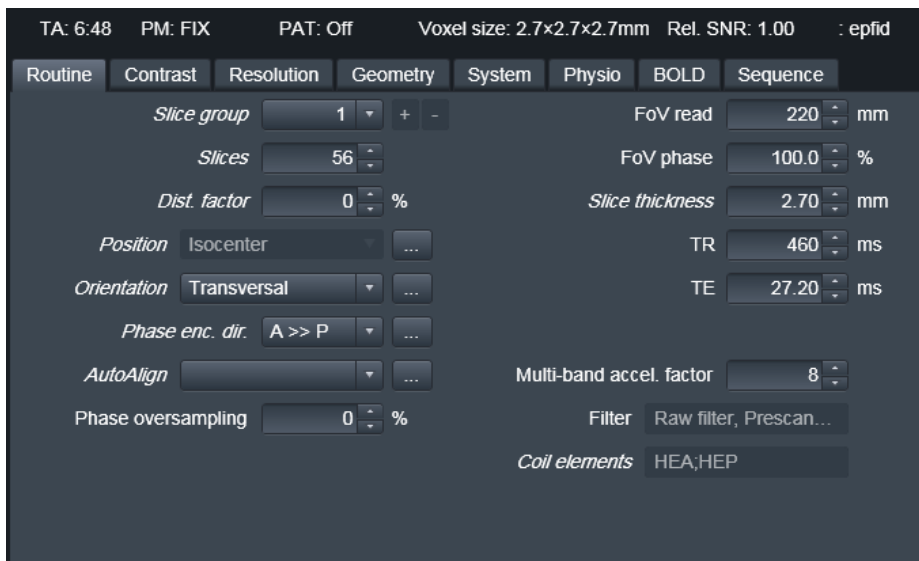 TA: 6:48 PM: FIX PAT: Off Voxel size: 2.7×2.7×2.7mm Rel. SNR: 1.00 : epfid
Routine Contrast Resolution Geometry System Physio BOLD Sequence
Slice group 1 + - FoV read 220 mm
Slices 56 FoV phase 100.0 %
Dist. factor 0 % Slice thickness 2.70 mm
Position Isocenter ... TR 460 ms
Orientation Transversal ... TE 27.20 ms
Phase enc. dir. A >> P ...
AutoAlign ... Multi-band accel. factor 8
Phase oversampling 0 % Filter Raw filter, Prescan...
Coil elements HEA;HEP